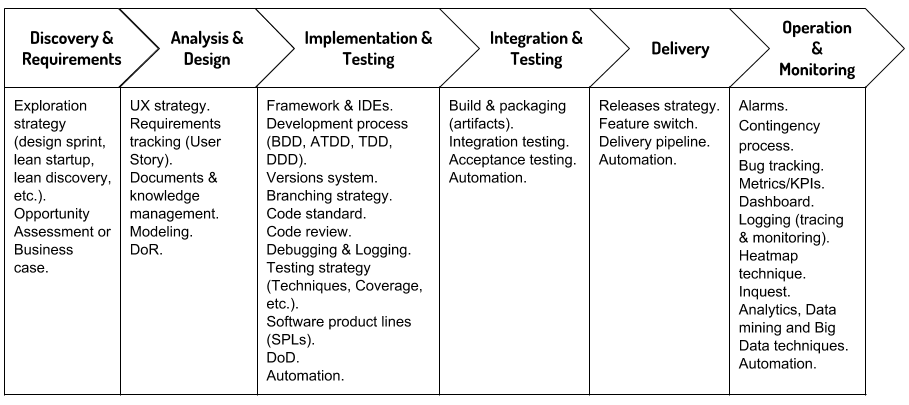 Discovery &
Requirements
Analysis &
Design
Implementation &
Testing
Integration &
Testing
Delivery
Operation
&
Monitoring
Exploration
strategy
(design sprint,
lean startup,
lean discovery,
etc.).
Opportunity
Assessment or
Business
case.
UX strategy.
Requirements
tracking (User
Story).
Documents &
knowledge
management.
Modeling.
DoR.
Framework & IDEs.
Development process
(BDD, ATDD, TDD,
DDD).
Versions system.
Branching strategy.
Code standard.
Code review.
Debugging & Logging.
Testing strategy
(Techniques, Coverage,
etc.).
Software product lines
(SPLs).
DoD.
Automation.
Build & packaging
(artifacts).
Integration testing.
Acceptance testing.
Automation.
Releases strategy.
Feature switch.
Delivery pipeline.
Automation.
Alarms.
Contingency
process.
Bug tracking.
Metrics/KPIs.
Dashboard.
Logging (tracing
& monitoring).
Heatmap
technique.
Inquest.
Analytics, Data
mining and Big
Data techniques.
Automation.